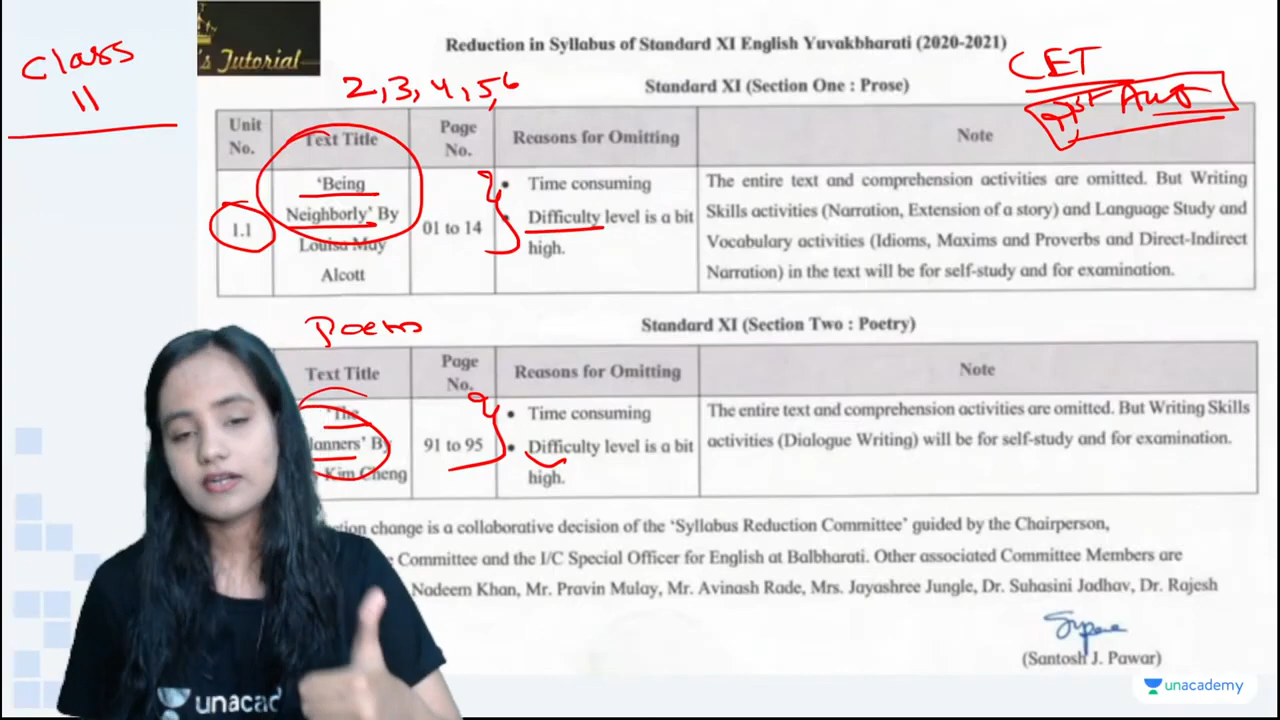 Class
11
's Tutorial
Reduction in Syllabus of Standard XI English Yuvakbharati (2020-2021)
CET
2, 3, 4, 5, 6
Standard XI (Section One : Prose)
Unit No.
Text Title
Page No.
Reasons for Omitting
Note
1.1
'Being
Neighborly' By
Louisa May
Alcott
01 to 14
• Time consuming
• Difficulty level is a bit
high.
The entire text and comprehension activities are omitted. But Writing
Skills activities (Narration, Extension of a story) and Language Study and
Vocabulary activities (Idioms, Maxims and Proverbs and Direct-Indirect
Narration) in the text will be for self-study and for examination.
Standard XI (Section Two : Poetry)
Text Title
Page No.
Reasons for Omitting
Note
'The
Planners' By
Kim Cheng
91 to 95
• Time consuming
• Difficulty level is a bit
high.
The entire text and comprehension activities are omitted. But Writing Skills
activities (Dialogue Writing) will be for self-study and for examination.
change is a collaborative decision of the 'Syllabus Reduction Committee' guided by the Chairperson,
Committee and the I/C Special Officer for English at Balbharati. Other associated Committee Members are
Nadeem Khan, Mr. Pravin Mulay, Mr. Avinash Rade, Mrs. Jayashree Jungle, Dr. Suhasini Jadhav, Dr. Rajesh
(Santosh J. Pawar)
unacademy
unacad